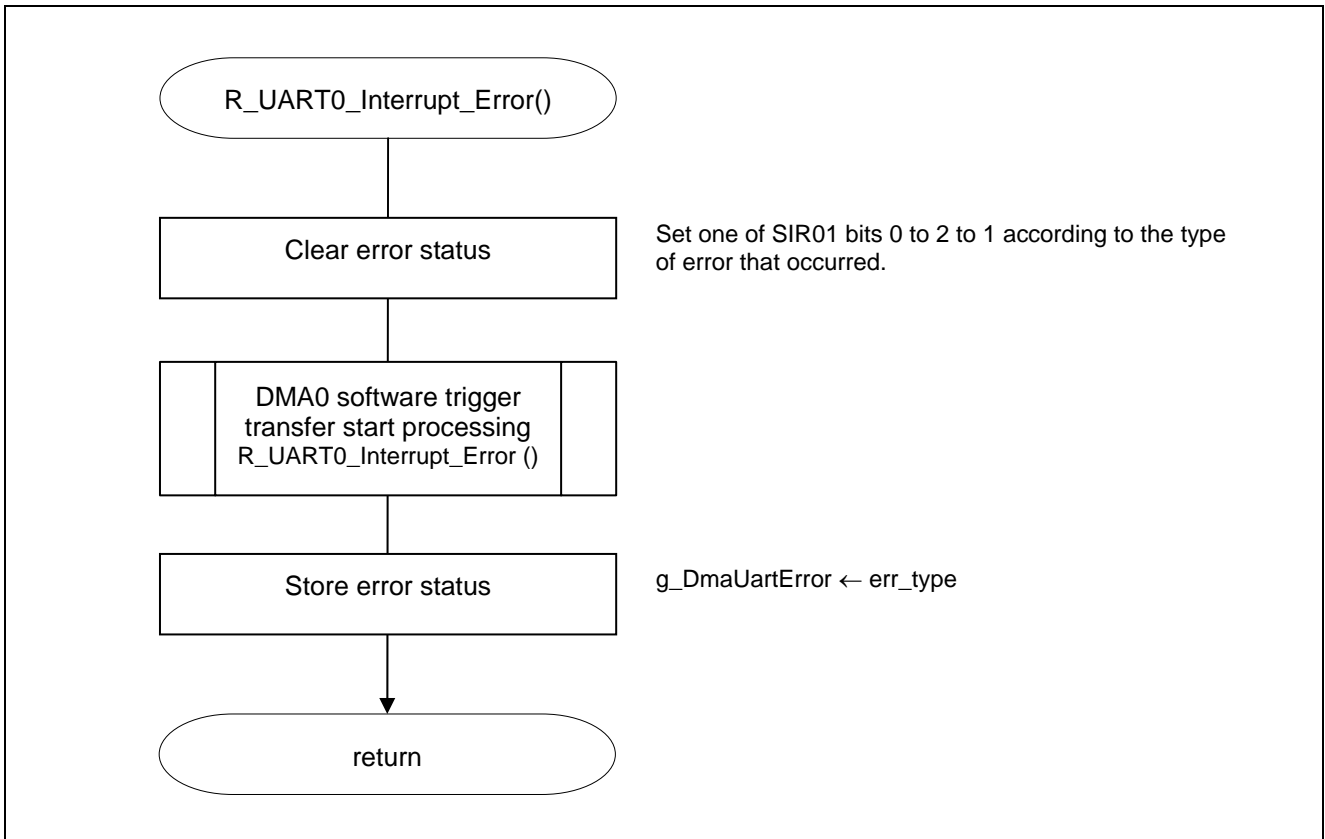 R_UART0_Interrupt_Error()
Clear error status
Set one of SIR01 bits 0 to 2 to 1 according to the type
of error that occurred.
DMA0 software trigger
transfer start processing
R_UART0_Interrupt_Error ()
Store error status
g_DmaUartError ← err_type
return